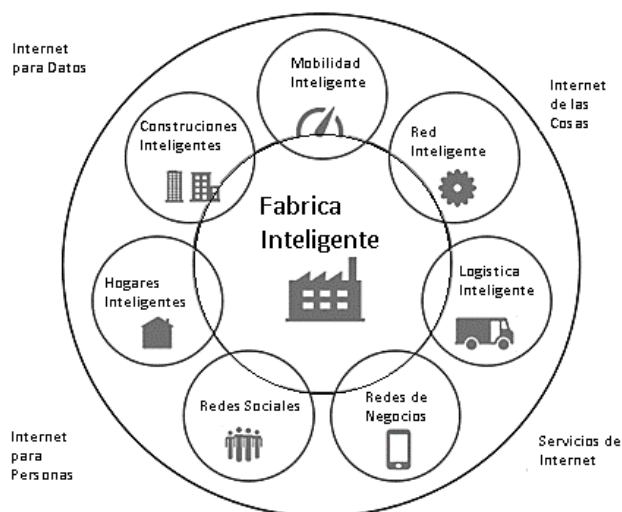 Internet
para Datos
Mobilidad
Inteligente
Internet
de las
Cosas
Construciones
Inteligentes
Red
Inteligente
Fabrica
Inteligente
Hogares
Inteligentes
Logistica
Inteligente
Redes Sociales
Redes de
Negocios
Internet
para
Personas
Servicios de
Internet